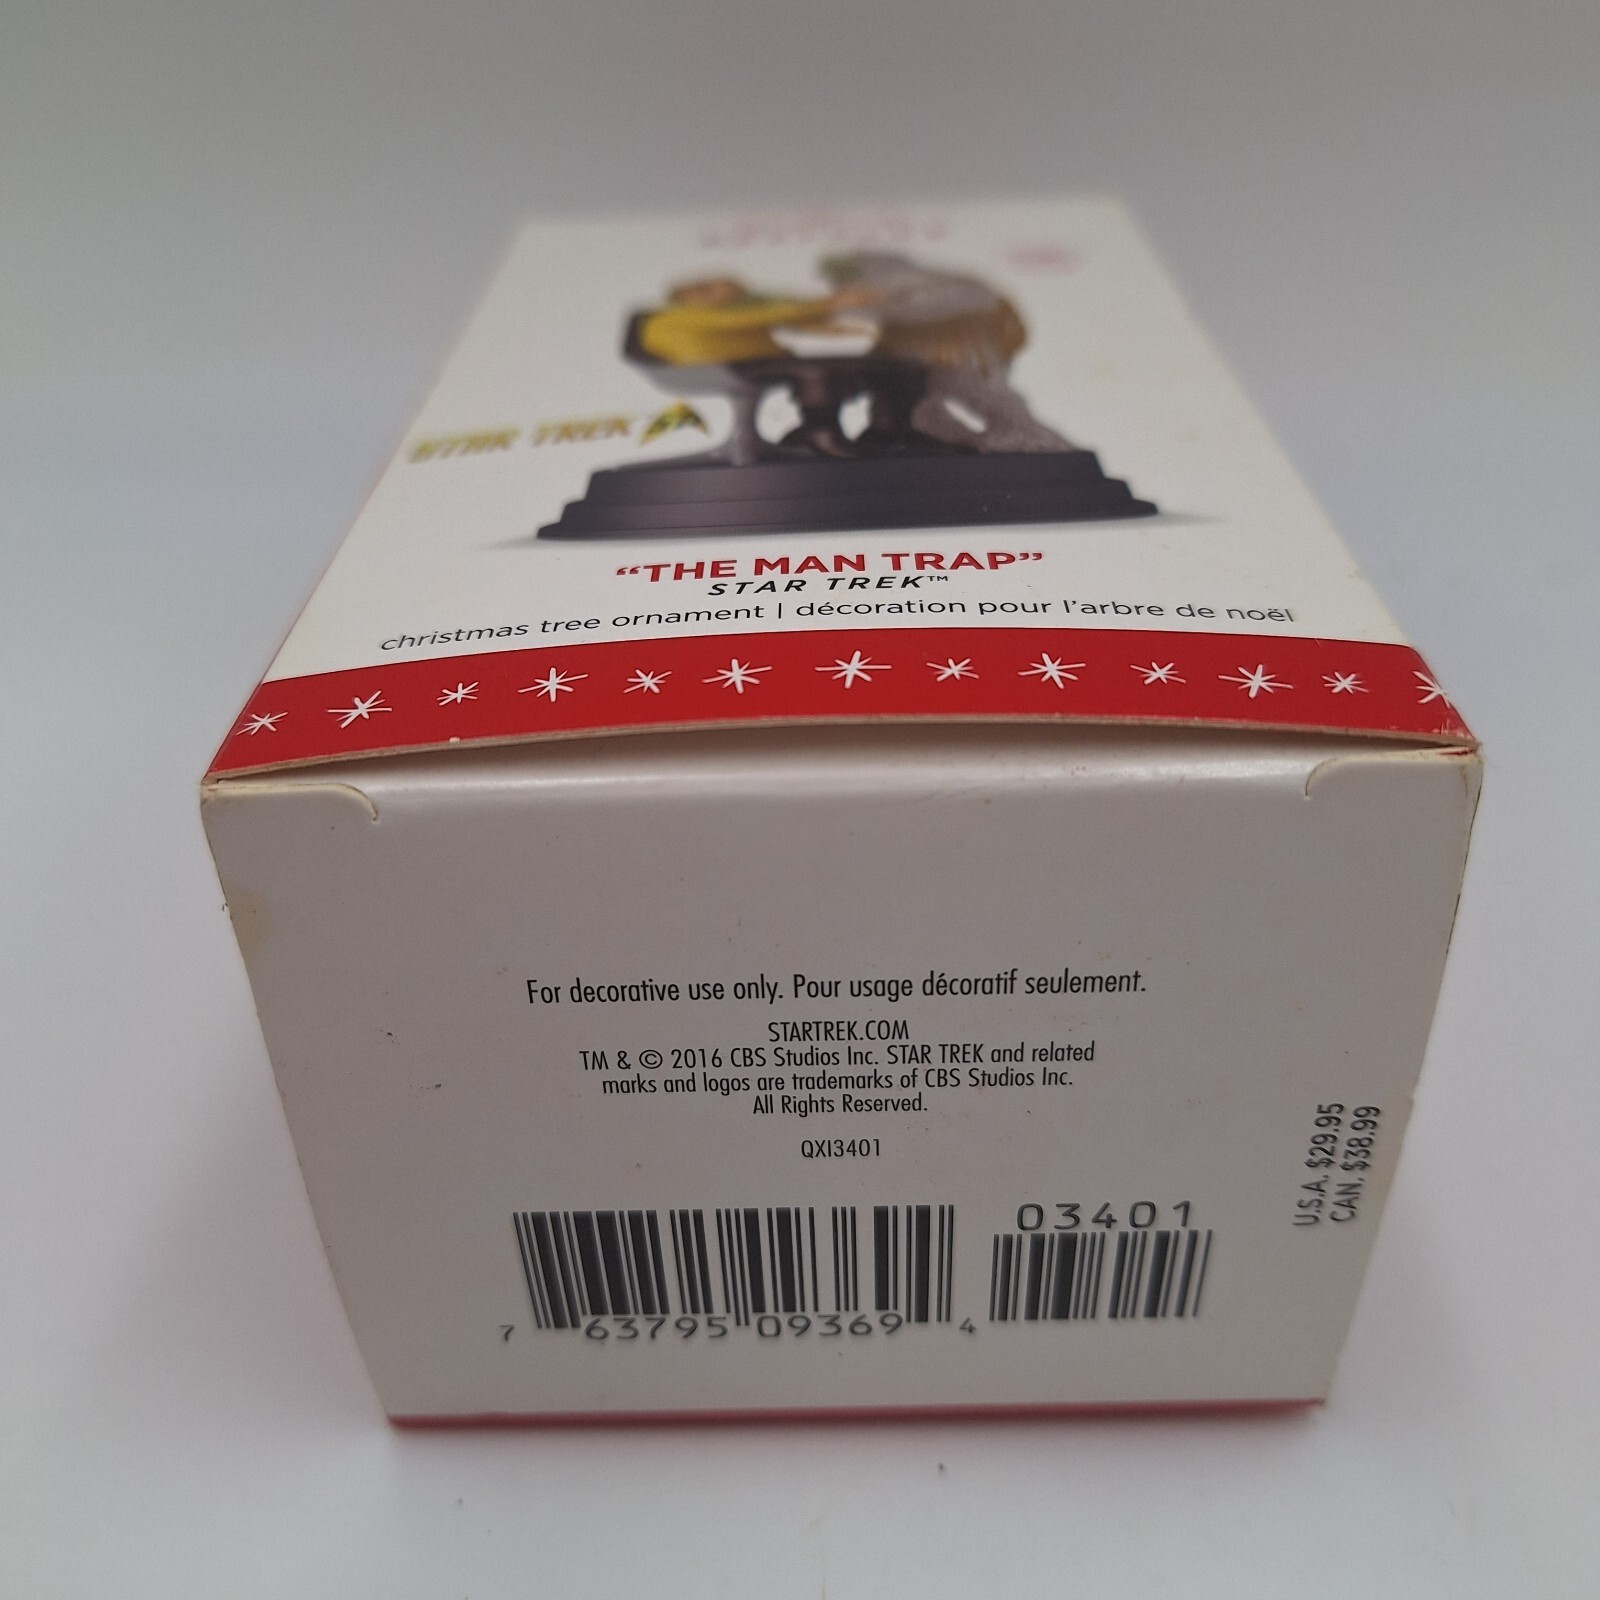 STAR TREK
“THE MAN TRAP”
STAR TREK™
christmas tree ornament | décoration pour l’arbre de noël
For decorative use only. Pour usage décoratif seulement.
STARTREK.COM
TM & © 2016 CBS Studios Inc. STAR TREK and related
marks and logos are trademarks of CBS Studios Inc.
All Rights Reserved.
QXI3401
U.S.A. $29.95
CAN. $38.99
03401
7 63795 09369 4